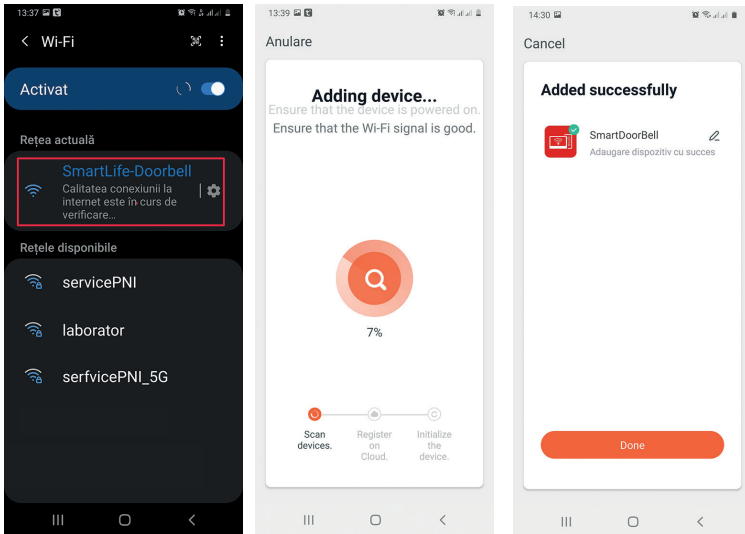 13:37
Wi-Fi
Activat
Rețea actuală
SmartLife-Doorbell
Calitatea conexiunii la
internet este în curs de
verificare...
Rețele disponibile
servicePNI
laborator
serfvicePNI_5G
13:39
Anulare
Adding device...
Ensure that the device is powered on.
Ensure that the Wi-Fi signal is good.
7%
Scan
devices.
Register
on
Cloud.
Initialize
the
device.
14:30
Cancel
Added successfully
SmartDoorBell
Adaugare dispozitiv cu succes
Done